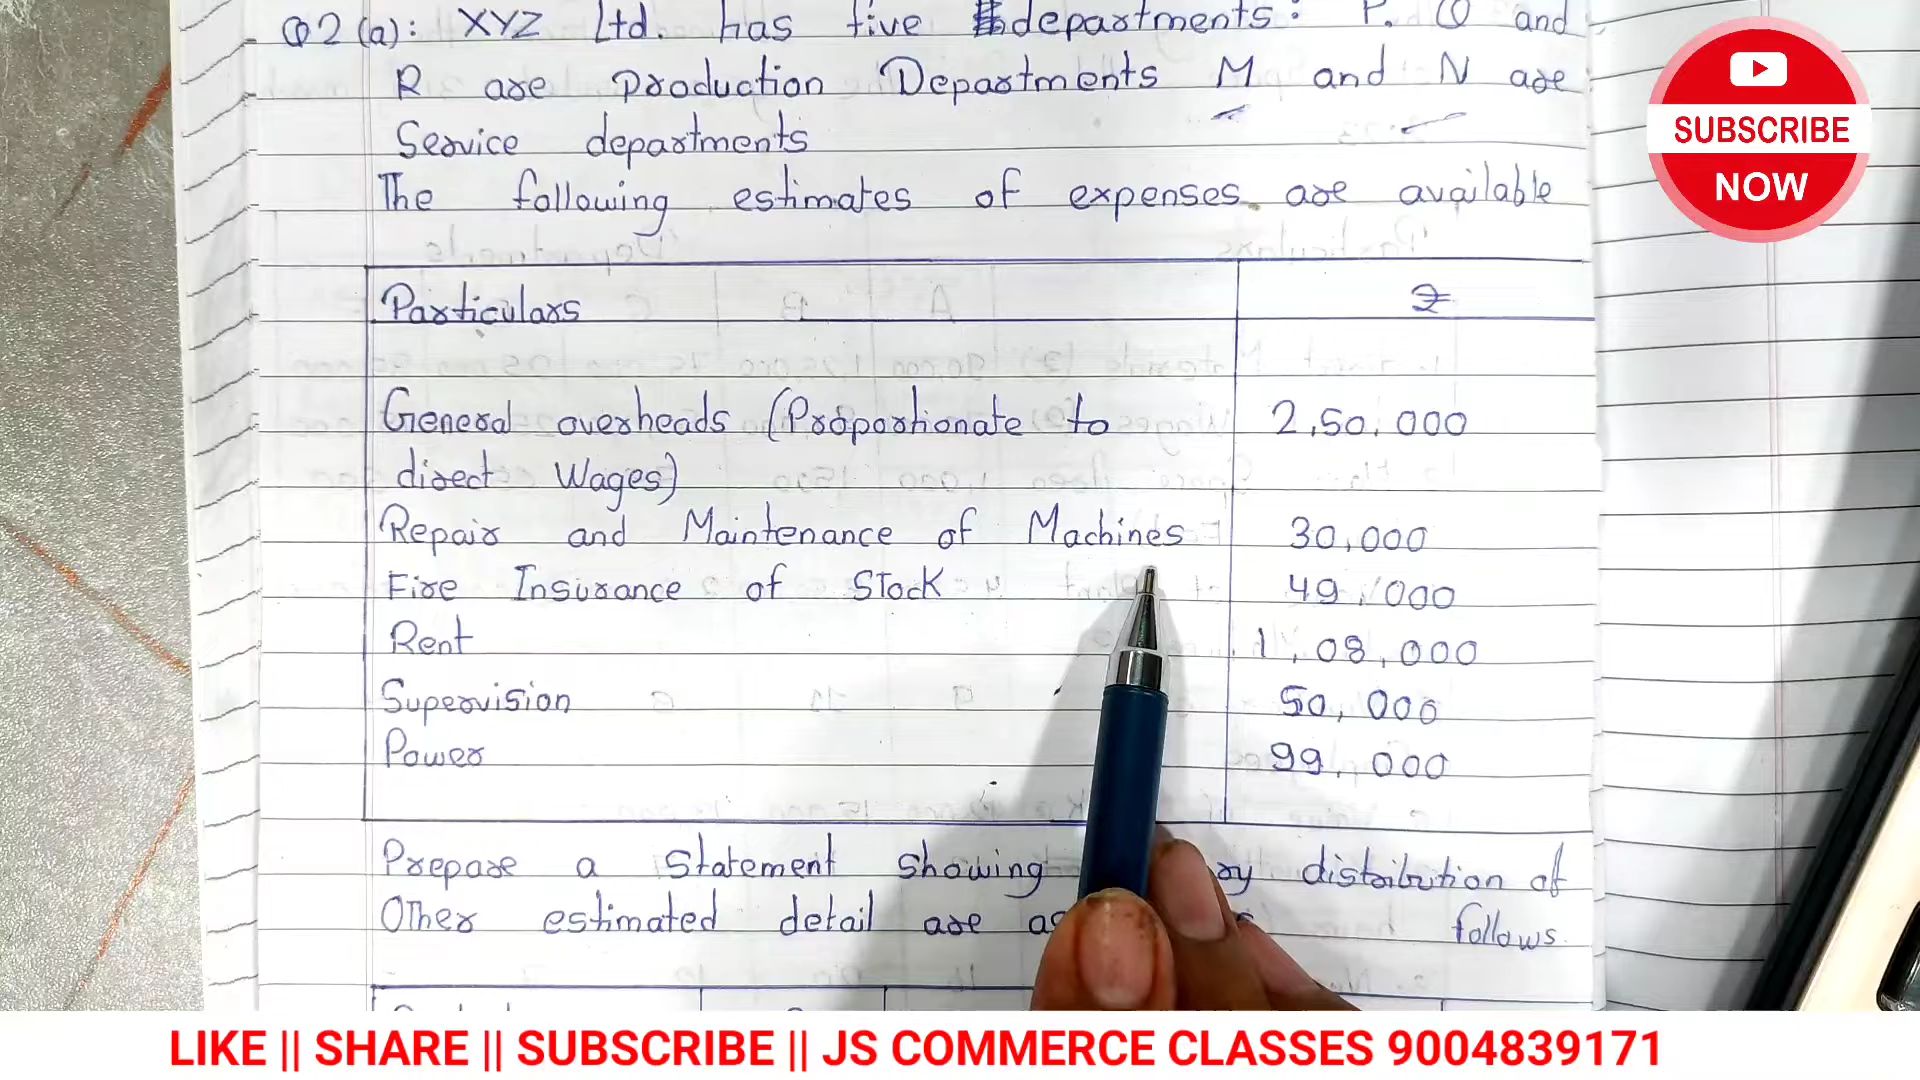 Q2 (a): XYZ Ltd. has five departments: P. Q and
R are Production Departments M and N are
Service departments
The following estimates of expenses are available
Particulars ₹
General overheads (Proportionate to 2,50,000
direct Wages)
Repair and Maintenance of Machines 30,000
Fire Insurance of Stock 49,000
Rent 1,08,000
Supervision 50,000
Power 99,000
Prepare a Statement showing distribution of
Other estimated detail are follows.
SUBSCRIBE
NOW
LIKE || SHARE || SUBSCRIBE || JS COMMERCE CLASSES 9004839171